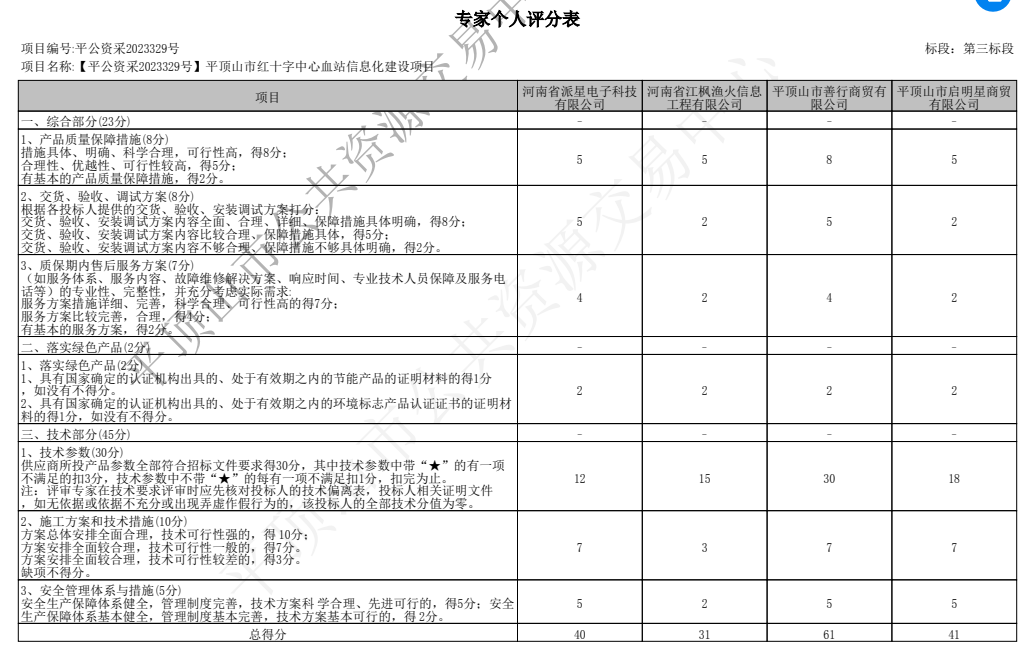 专家个人评分表
项目编号:平公资采2023329号
标段: 第三标段
项目名称:【平公资采2023329号】平顶山市红十字中心血站信息化建设项目
项目
河南省派星电子科技
有限公司
河南省江枫渔火信息
工程有限公司
平顶山市善行商贸有
限公司
平顶山市启明星商贸
有限公司
一、综合部分(23分)
－ － － －
1、产品质量保障措施(8分)
措施具体、明确、科学合理,可行性高,得8分;
合理性、优越性、可行性较高,得5分;
有基本的产品质量保障措施,得2分。
5 5 8 5
2、交货、验收、调试方案(8分)
根据各投标人提供的交货、验收、安装调试方案打分:
交货、验收、安装调试方案内容全面、合理、详细、保障措施具体明确,得8分;
交货、验收、安装调试方案内容比较合理、保障措施具体,得5分;
交货、验收、安装调试方案内容不够合理、保障措施不够具体明确,得2分。
5 2 5 2
3、质保期内售后服务方案(7分)
（如服务体系、服务内容、故障维修解决方案、响应时间、专业技术人员保障及服务电
话等）的专业性、完整性,并充分考虑实际需求:
服务方案措施详细、完善,科学合理、可行性高的得7分;
服务方案比较完善,合理,得4分;
有基本的服务方案,得2分。
4 2 4 2
二、落实绿色产品(2分)
－ － － －
1、落实绿色产品(2分)
1、具有国家确定的认证机构出具的、处于有效期之内的节能产品的证明材料的得1分
,如没有不得分。
2、具有国家确定的认证机构出具的、处于有效期之内的环境标志产品认证证书的证明材
料的得1分,如没有不得分。
2 2 2 2
三、技术部分(45分)
－ － － －
1、技术参数(30分)
供应商所投产品参数全部符合招标文件要求得30分,其中技术参数中带“★”的有一项
不满足的扣3分,技术参数中不带“★”的每有一项不满足扣1分,扣完为止。
注: 评审专家在技术要求评审时应先核对投标人的技术偏离表,投标人相关证明文件
,如无依据或依据不充分或出现弄虚作假行为的,该投标人的全部技术分值为零。
12 15 30 18
2、施工方案和技术措施(10分)
方案总体安排全面合理,技术可行性强的,得 10分;
方案安排全面较合理,技术可行性一般的,得7分。
方案安排全面较合理,技术可行性较差的,得3分。
缺项不得分。
7 3 7 7
3、安全管理体系与措施(5分)
安全生产保障体系健全,管理制度完善,技术方案科 学合理、先进可行的,得5分; 安全
生产保障体系基本健全,管理制度基本完善,技术方案基本可行的,得 2分。
5 2 5 5
总得分
40 31 61 41
平顶山市公共资源交易中心
平顶山市公共资源交易中心